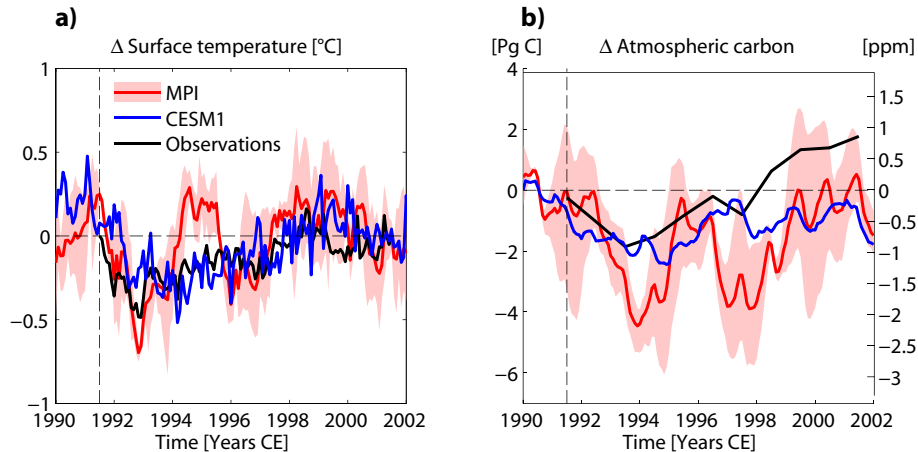 a)
Δ Surface temperature [°C]
1
0.5
0
−0.5
−1
MPI
CESM1
Observations
1990 1992 1994 1996 1998 2000 2002
Time [Years CE]
b)
[Pg C] Δ Atmospheric carbon [ppm]
4
2
0
−2
−4
−6
1.5
1
0.5
0
−0.5
−1
−1.5
−2
−2.5
−3
1990 1992 1994 1996 1998 2000 2002
Time [Years CE]